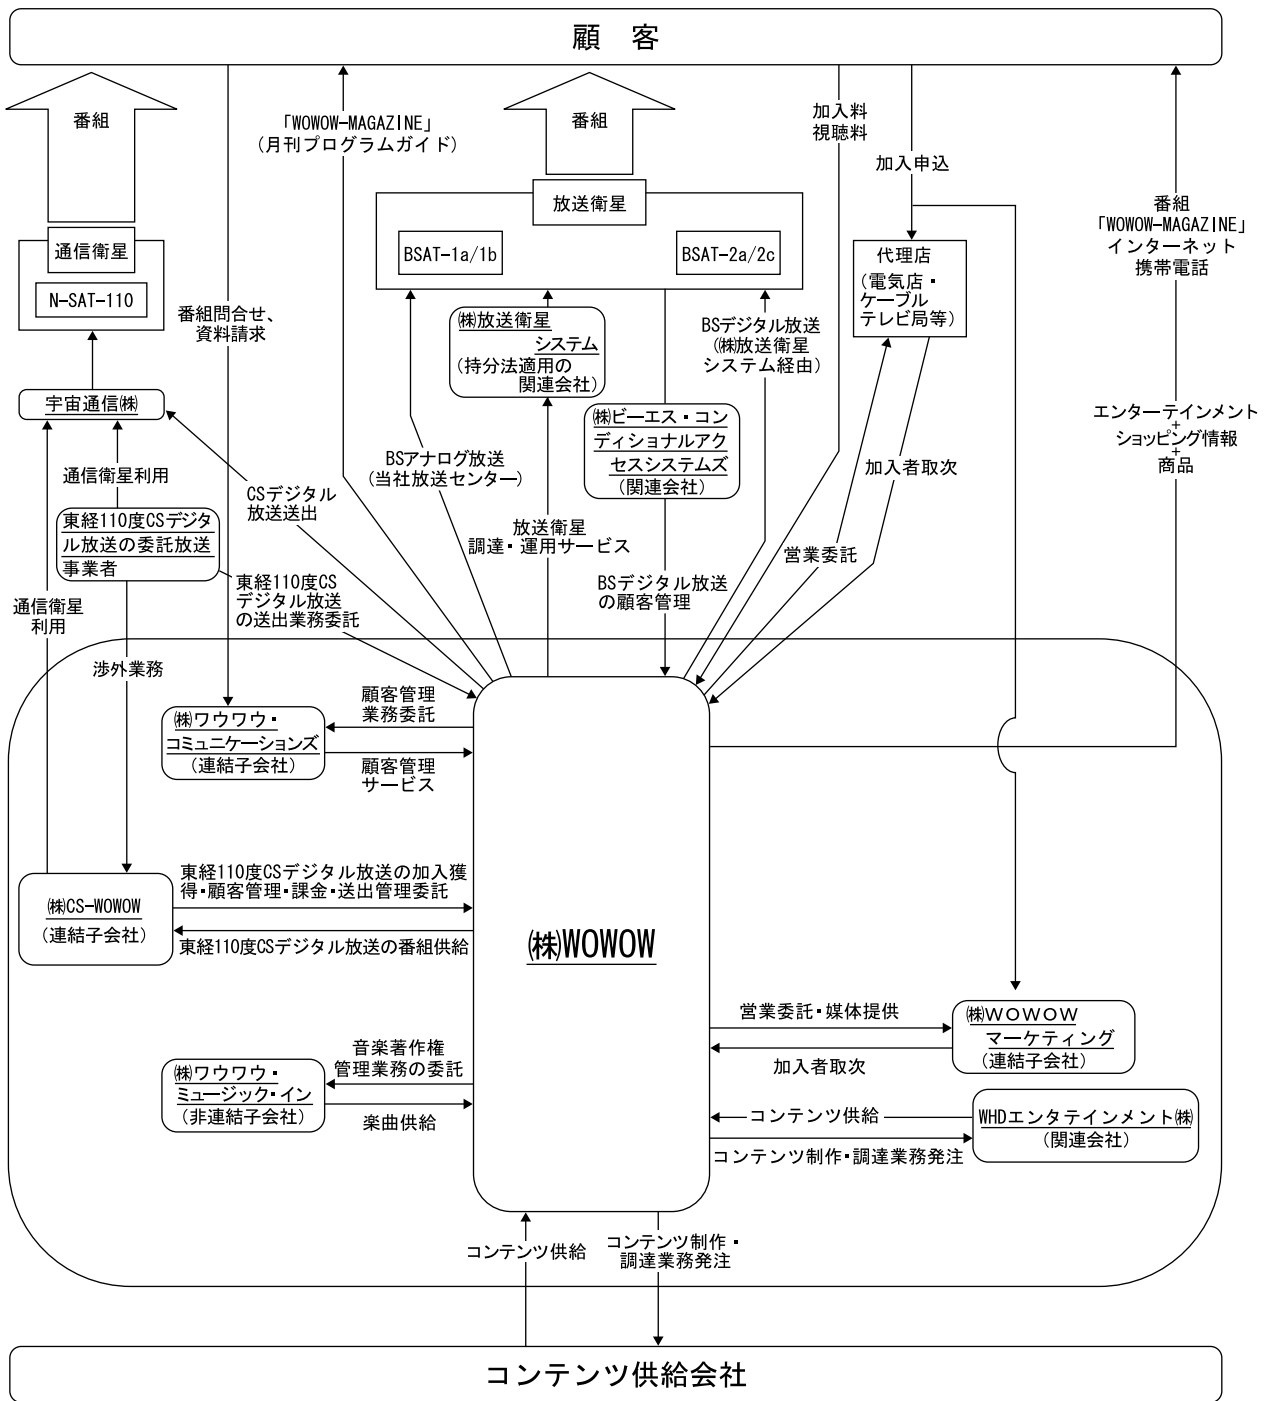 顧　客
番組
「WOWOW-MAGAZINE」
(月刊プログラムガイド)
番組
加入料
視聴料
加入申込
番組
「WOWOW-MAGAZINE」
インターネット
携帯電話
通信衛星
N-SAT-110
放送衛星
BSAT-1a/1b
BSAT-2a/2c
代理店
(電気店・
ケーブル
テレビ局等)
番組問合せ、
資料請求
㈱放送衛星
システム
(持分法適用の
関連会社)
BSデジタル放送
(㈱放送衛星
システム経由)
宇宙通信㈱
㈱ビーエス・コン
ディショナルアク
セスシステムズ
(関連会社)
エンターテインメント
+
ショッピング情報
+
商品
通信衛星利用
CSデジタル
放送送出
BSアナログ放送
(当社放送センター)
加入者取次
東経110度CSデジタ
ル放送の委託放送
事業者
放送衛星
調達・運用サービス
営業委託
通信衛星
利用
東経110度CS
デジタル放送
の送出業務委託
BSデジタル放送
の顧客管理
渉外業務
㈱ワウワウ・
コミュニケーションズ
(連結子会社)
顧客管理
業務委託
顧客管理
サービス
㈱CS-WOWOW
(連結子会社)
東経110度CSデジタル放送の加入獲
得・顧客管理・課金・送出管理委託
東経110度CSデジタル放送の番組供給
㈱WOWOW
営業委託・媒体提供
加入者取次
㈱WOWOW
マーケティング
(連結子会社)
㈱ワウワウ・
ミュージック・イン
(非連結子会社)
音楽著作権
管理業務の委託
楽曲供給
コンテンツ供給
コンテンツ制作・調達業務発注
WHDエンタテインメント㈱
(関連会社)
コンテンツ供給
コンテンツ制作・
調達業務発注
コンテンツ供給会社